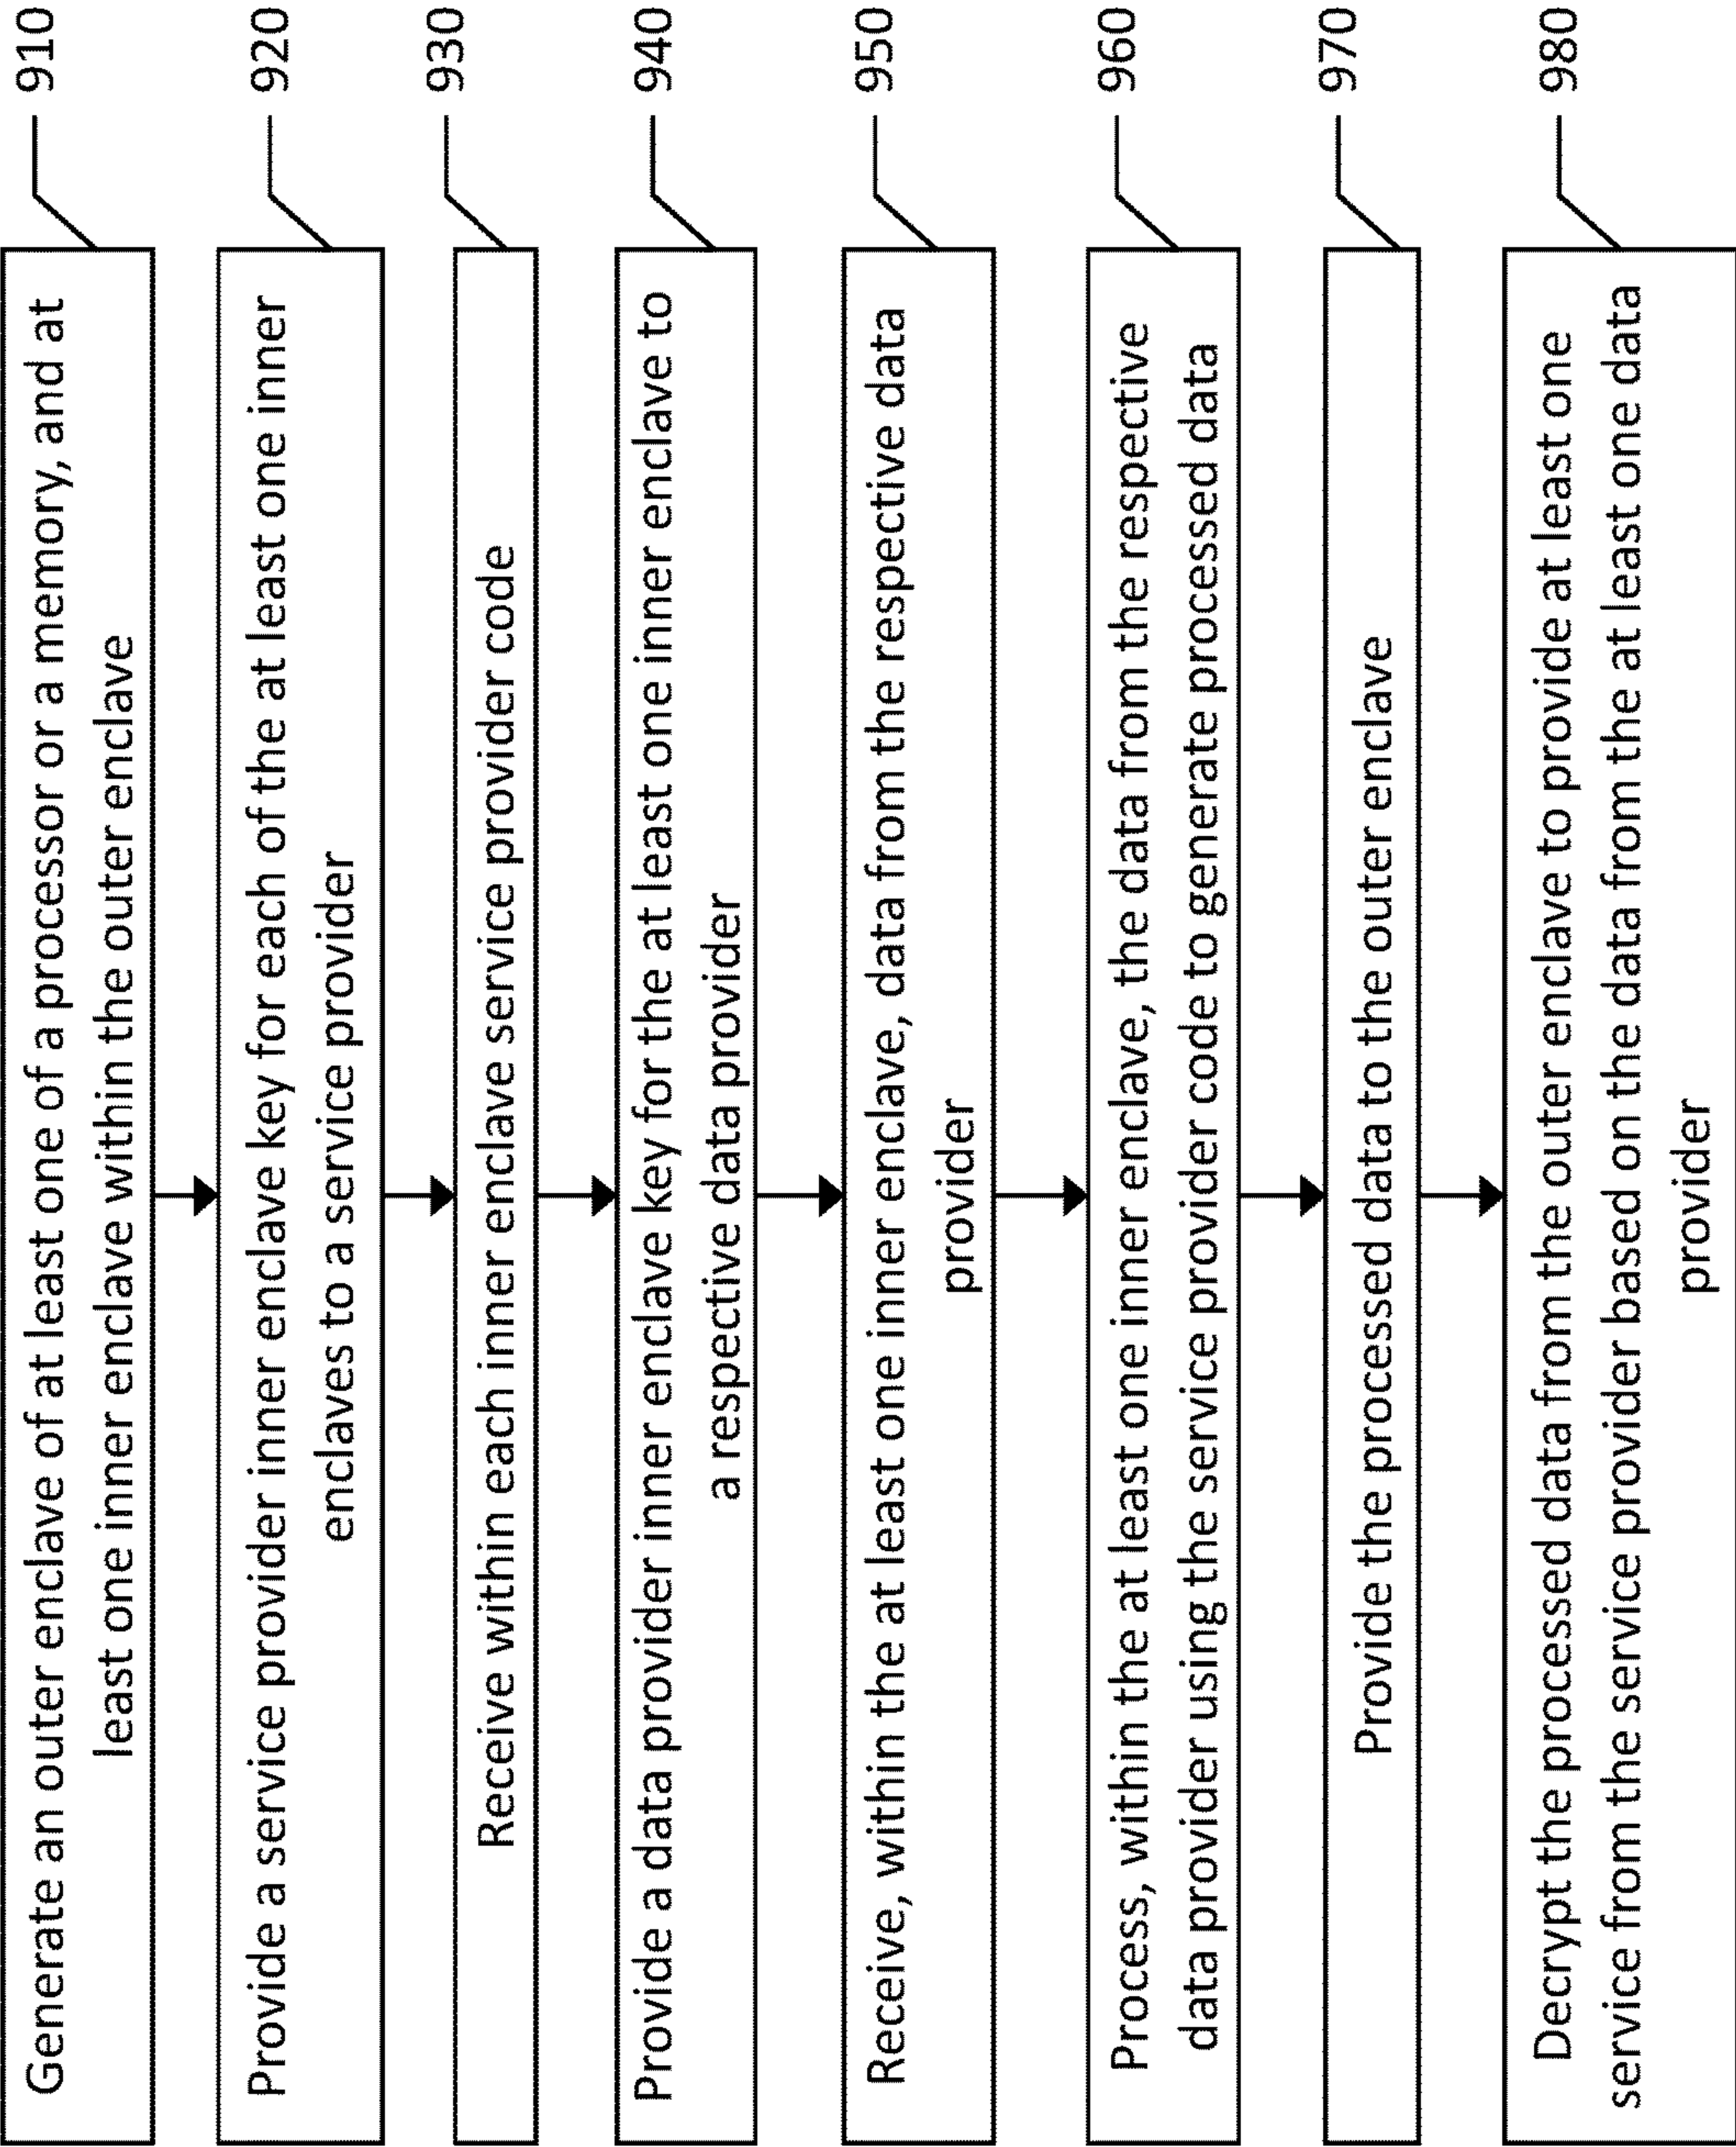 Generate an outer enclave of at least one of a processor or a memory, and at
least one inner enclave within the outer enclave
910
Provide a service provider inner enclave key for each of the at least one inner
enclaves to a service provider
920
Receive within each inner enclave service provider code
930
Provide a data provider inner enclave key for the at least one inner enclave to
a respective data provider
940
Receive, within the at least one inner enclave, data from the respective data
provider
950
Process, within the at least one inner enclave, the data from the respective
data provider using the service provider code to generate processed data
960
Provide the processed data to the outer enclave
970
Decrypt the processed data from the outer enclave to provide at least one
service from the service provider based on the data from the at least one data
provider
980